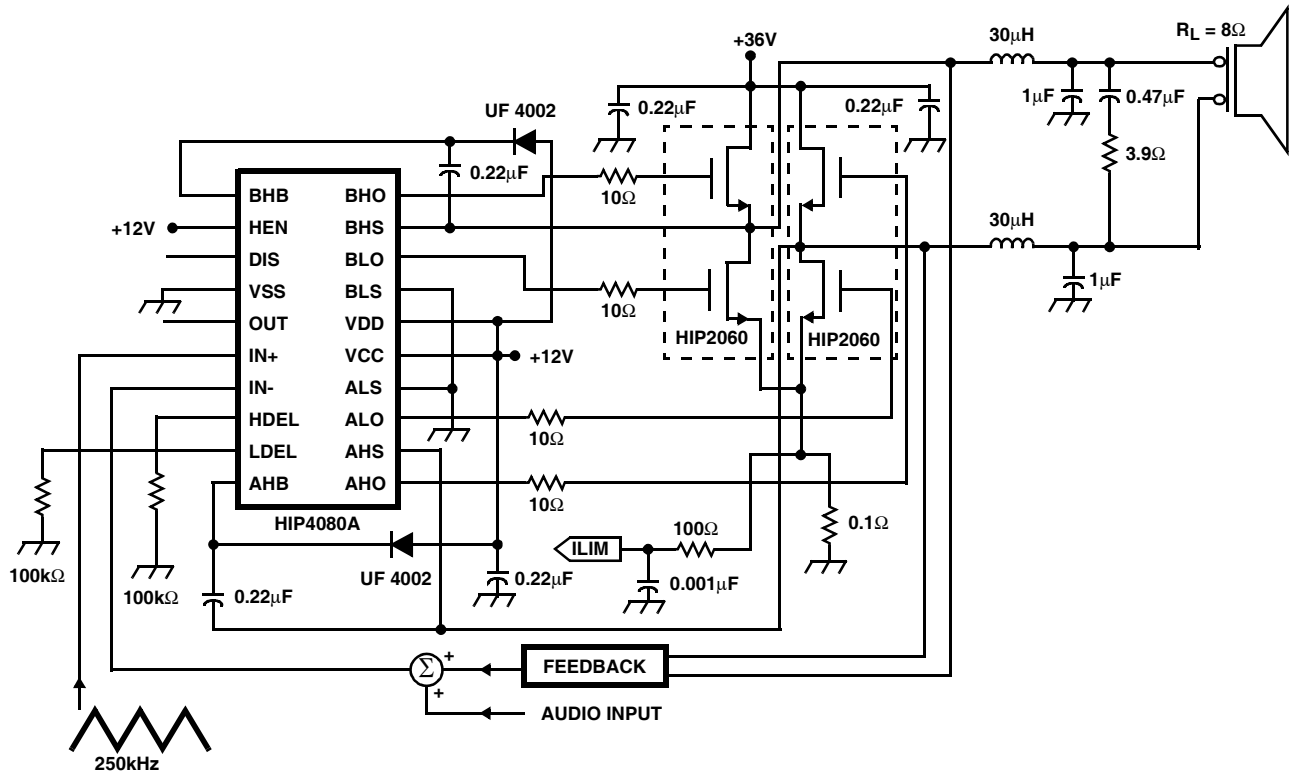 +36V
30μH
RL = 8Ω
UF 4002
0.22μF
0.22μF
1μF
0.47μF
0.22μF
3.9Ω
10Ω
BHB
BHO
+12V
HEN
BHS
30μH
DIS
BLO
VSS
BLS
10Ω
1μF
OUT
VDD
HIP2060
HIP2060
IN+
VCC
+12V
IN-
ALS
HDEL
ALO
10Ω
LDEL
AHS
AHB
AHO
10Ω
HIP4080A
100Ω
0.1Ω
ILIM
100kΩ
UF 4002
0.22μF
0.001μF
100kΩ
0.22μF
Σ
+
+
FEEDBACK
AUDIO INPUT
250kHz